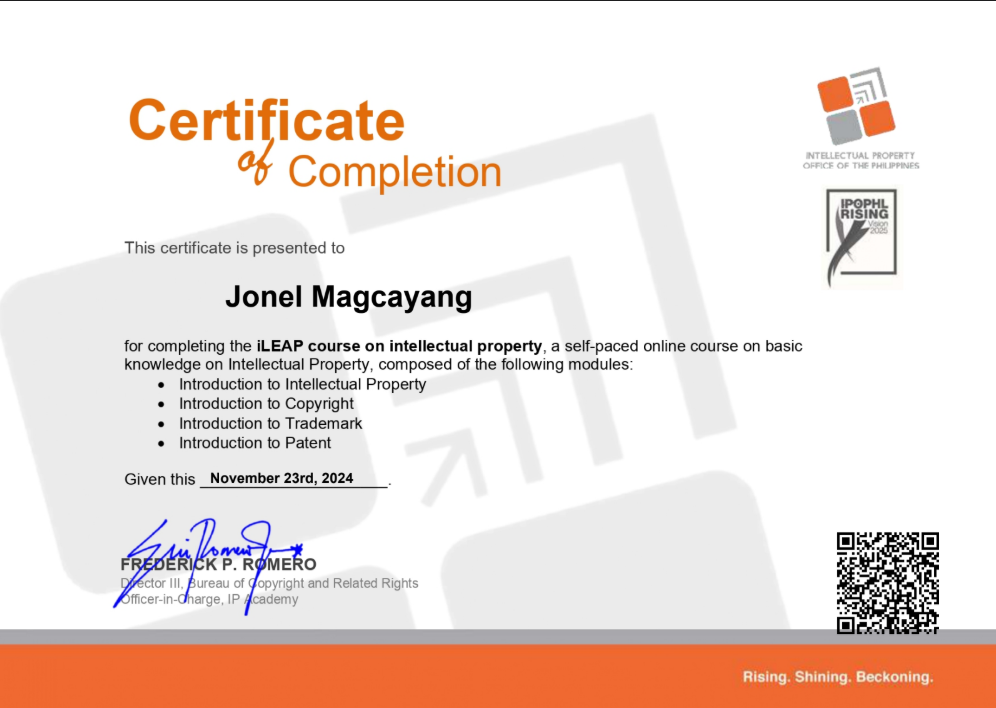 Certificate
of Completion
INTELLECTUAL PROPERTY
OFFICE OF THE PHILIPPINES
IPOPHL
RISING
Vision
2025
This certificate is presented to
Jonel Magcayang
for completing the iLEAP course on intellectual property, a self-paced online course on basic
knowledge on Intellectual Property, composed of the following modules:
• Introduction to Intellectual Property
• Introduction to Copyright
• Introduction to Trademark
• Introduction to Patent
Given this November 23rd, 2024.
FREDERICK P. ROMERO
Director III, Bureau of Copyright and Related Rights
Officer-in-Charge, IP Academy
Rising. Shining. Beckoning.